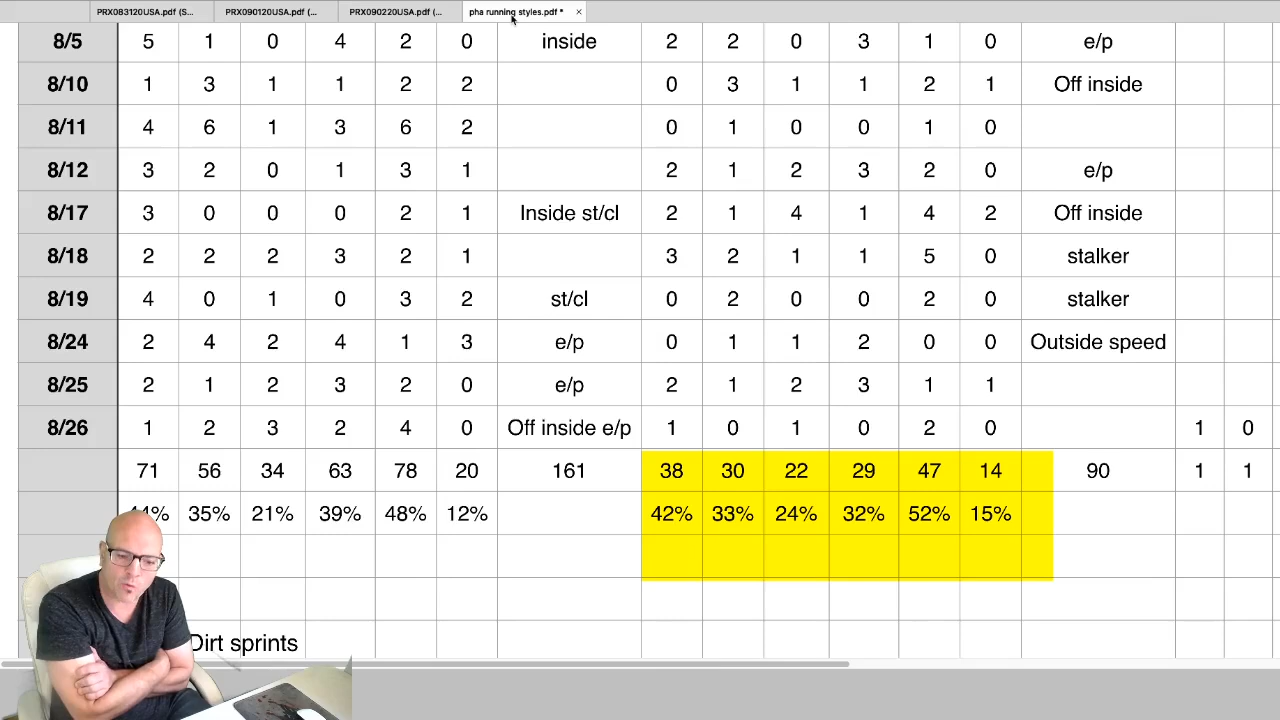 PRX083120USA.pdf (S... PRX090120USA.pdf (... PRX090220USA.pdf (... pha running styles.pdf * ×
8/5 5 1 0 4 2 0 inside 2 2 0 3 1 0 e/p
8/10 1 3 1 1 2 2 0 3 1 1 2 1 Off inside
8/11 4 6 1 3 6 2 0 1 0 0 1 0
8/12 3 2 0 1 3 1 2 1 2 3 2 0 e/p
8/17 3 0 0 0 2 1 Inside st/cl 2 1 4 1 4 2 Off inside
8/18 2 2 2 3 2 1 3 2 1 1 5 0 stalker
8/19 4 0 1 0 3 2 st/cl 0 2 0 0 2 0 stalker
8/24 2 4 2 4 1 3 e/p 0 1 1 2 0 0 Outside speed
8/25 2 1 2 3 2 0 e/p 2 1 2 3 1 1
8/26 1 2 3 2 4 0 Off inside e/p 1 0 1 0 2 0 1 0
71 56 34 63 78 20 161 38 30 22 29 47 14 90 1 1
35% 21% 39% 48% 12% 42% 33% 24% 32% 52% 15%
Dirt sprints